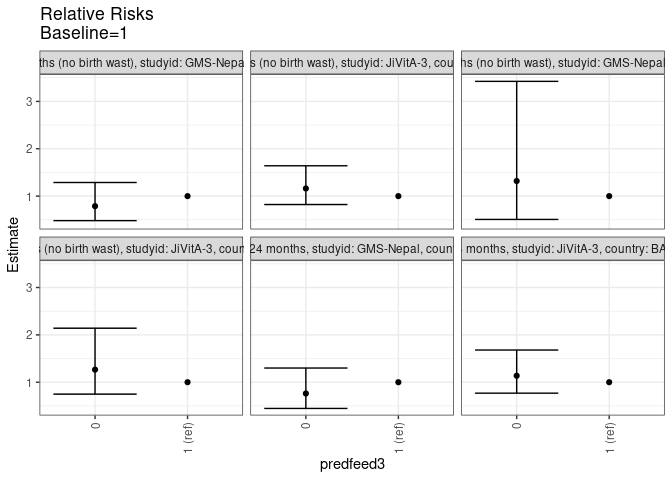 Relative Risks
Baseline=1
ths (no birth wast), studyid: GMS-Nepa
s (no birth wast), studyid: JiVitA-3, cou
hs (no birth wast), studyid: GMS-Nepal
3
2
1
s (no birth wast), studyid: JiVitA-3, coun
24 months, studyid: GMS-Nepal, coun
months, studyid: JiVitA-3, country: BA
3
2
1
Estimate
0
1 (ref)
0
1 (ref)
0
1 (ref)
predfeed3